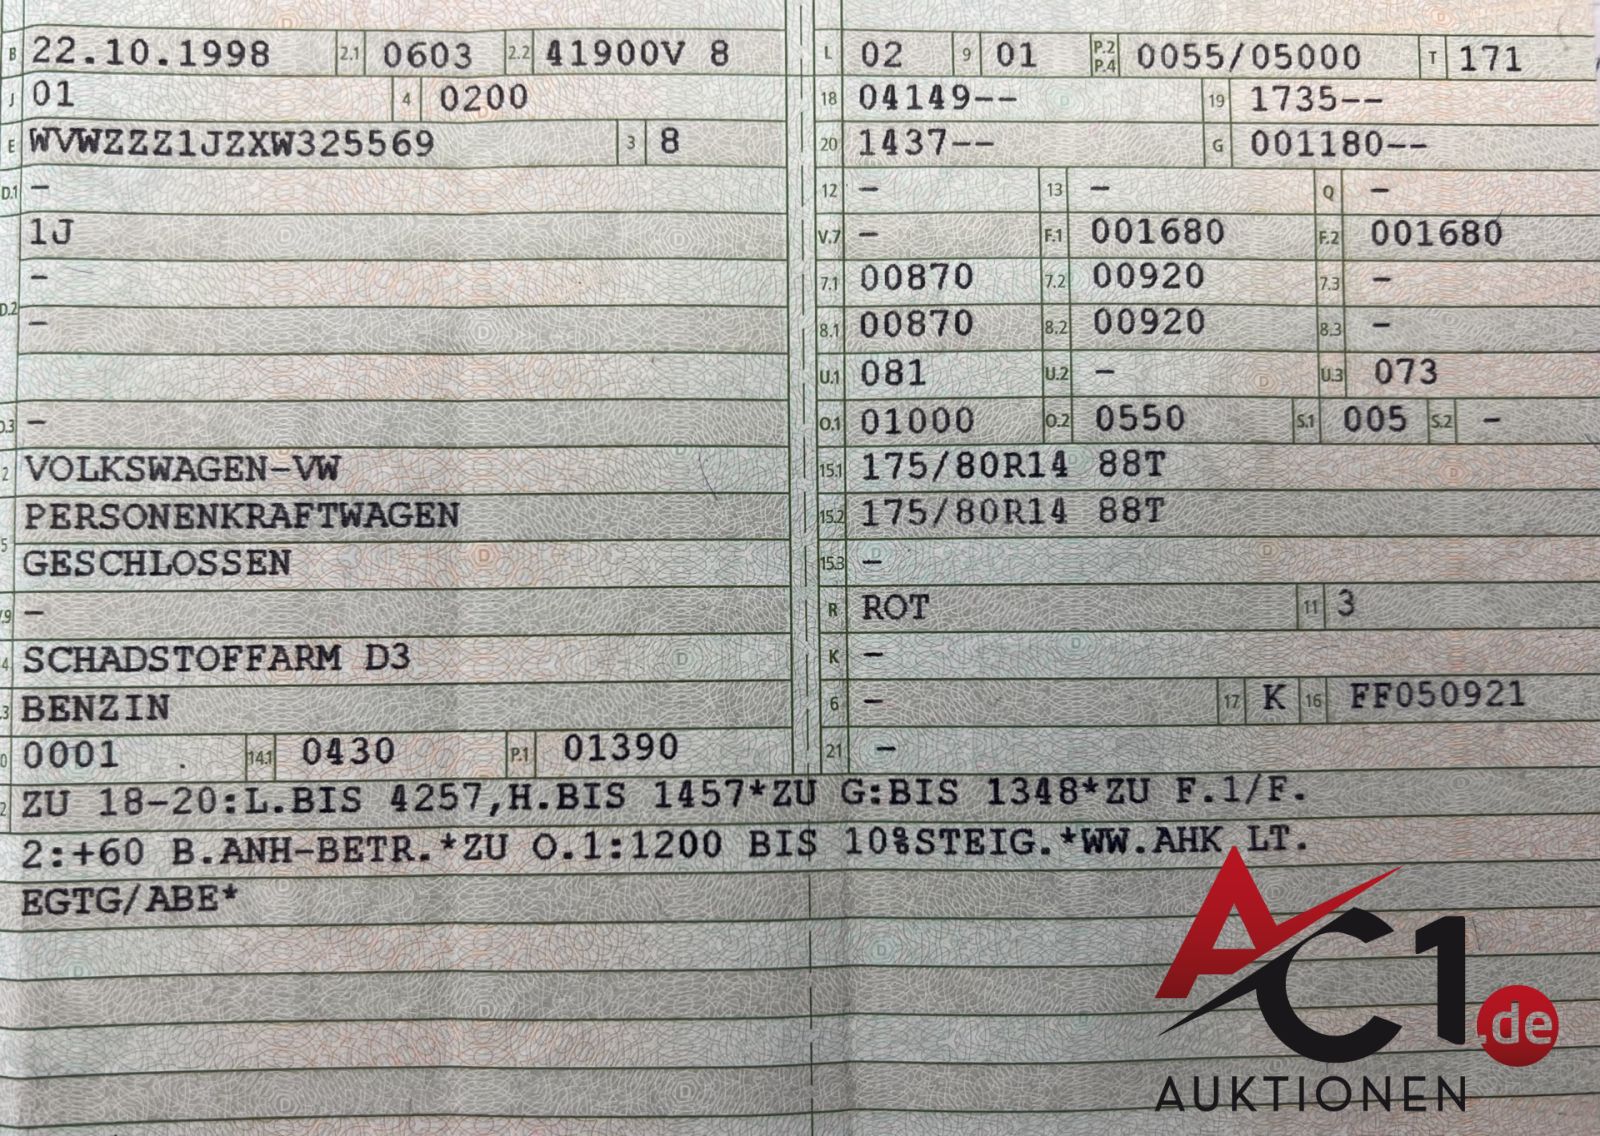 B 22.10.1998 2.1 0603 2.2 41900V 8
J 01 4 0200
E WVWZZZ1JZXW325569 3 8
D.1 –
1J
–
D.2
–
D.3 –
2 VOLKSWAGEN-VW
PERSONENKRAFTWAGEN
5
GESCHLOSSEN
V.9 –
4 SCHADSTOFFARM D3
.3 BENZIN
0 0001 14.1 0430 P.1 01390
L 02 9 01 P.2 P.4 0055/05000 T 171
18 04149-- 19 1735--
20 1437-- G 001180--
12 – 13 – Q –
V.7 – F.1 001680 F.2 001680
7.1 00870 7.2 00920 7.3 –
8.1 00870 8.2 00920 8.3 –
U.1 081 U.2 – U.3 073
O.1 01000 O.2 0550 S.1 005 S.2 –
15.1 175/80R14 88T
15.2 175/80R14 88T
15.3 –
R ROT 11 3
K –
6 – 17 K 16 FF050921
21 –
2 ZU 18-20:L.BIS 4257,H.BIS 1457*ZU G:BIS 1348*ZU F.1/F.
2:+60 B.ANH-BETR.*ZU O.1:1200 BIS 10%STEIG.*WW.AHK LT.
EGTG/ABE*
AC1.de
AUKTIONEN